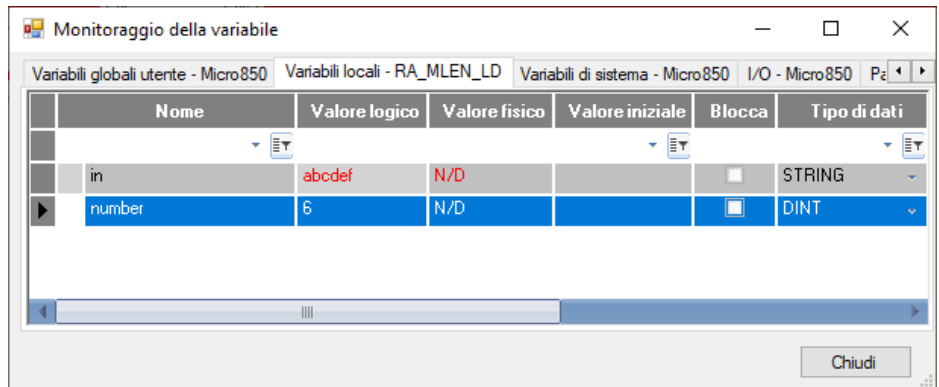 Monitoraggio della variabile
Variabili globali utente - Micro850 Variabili locali - RA_MLEN_LD Variabili di sistema - Micro850 I/O - Micro850 Pa
Nome Valore logico Valore fisico Valore iniziale Blocca Tipo di dati
in abcdef N/D STRING
number 6 N/D DINT
Chiudi